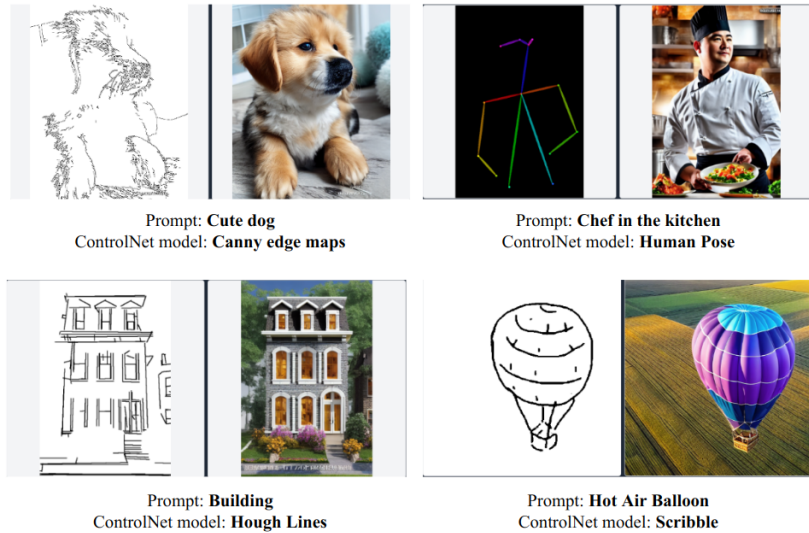 Prompt: Cute dog
ControlNet model: Canny edge maps
Prompt: Chef in the kitchen
ControlNet model: Human Pose
Prompt: Building
ControlNet model: Hough Lines
Prompt: Hot Air Balloon
ControlNet model: Scribble